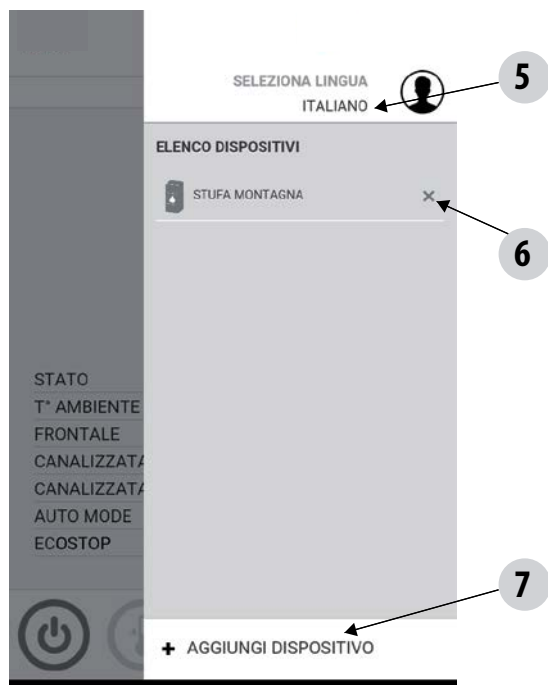 SELEZIONA LINGUA
ITALIANO
5
ELENCO DISPOSITIVI
STUFA MONTAGNA
6
STATO
T° AMBIENTE
FRONTALE
CANALIZZATA
CANALIZZATA
AUTO MODE
ECOSTOP
7
+ AGGIUNGI DISPOSITIVO